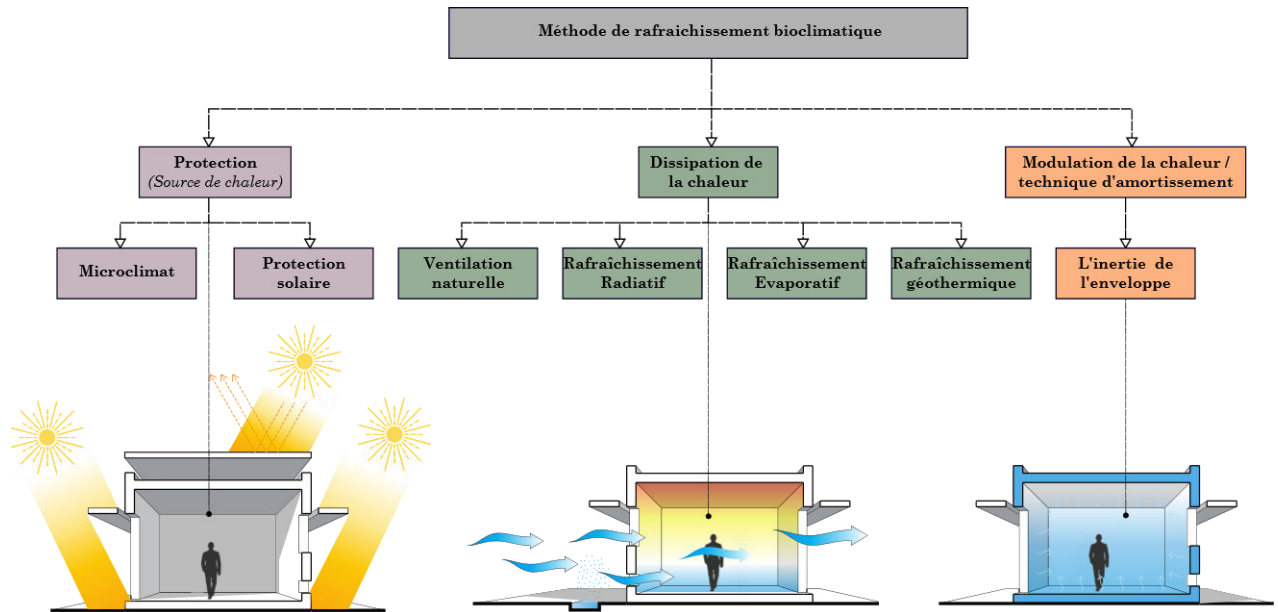 Méthode de rafraichissement bioclimatique
Protection
(Source de chaleur)
Dissipation de
la chaleur
Modulation de la chaleur /
technique d'amortissement
Microclimat
Protection
solaire
Ventilation
naturelle
Rafraîchissement
Radiatif
Rafraîchissement
Evaporatif
Rafraîchissement
géothermique
L'inertie de
l'enveloppe